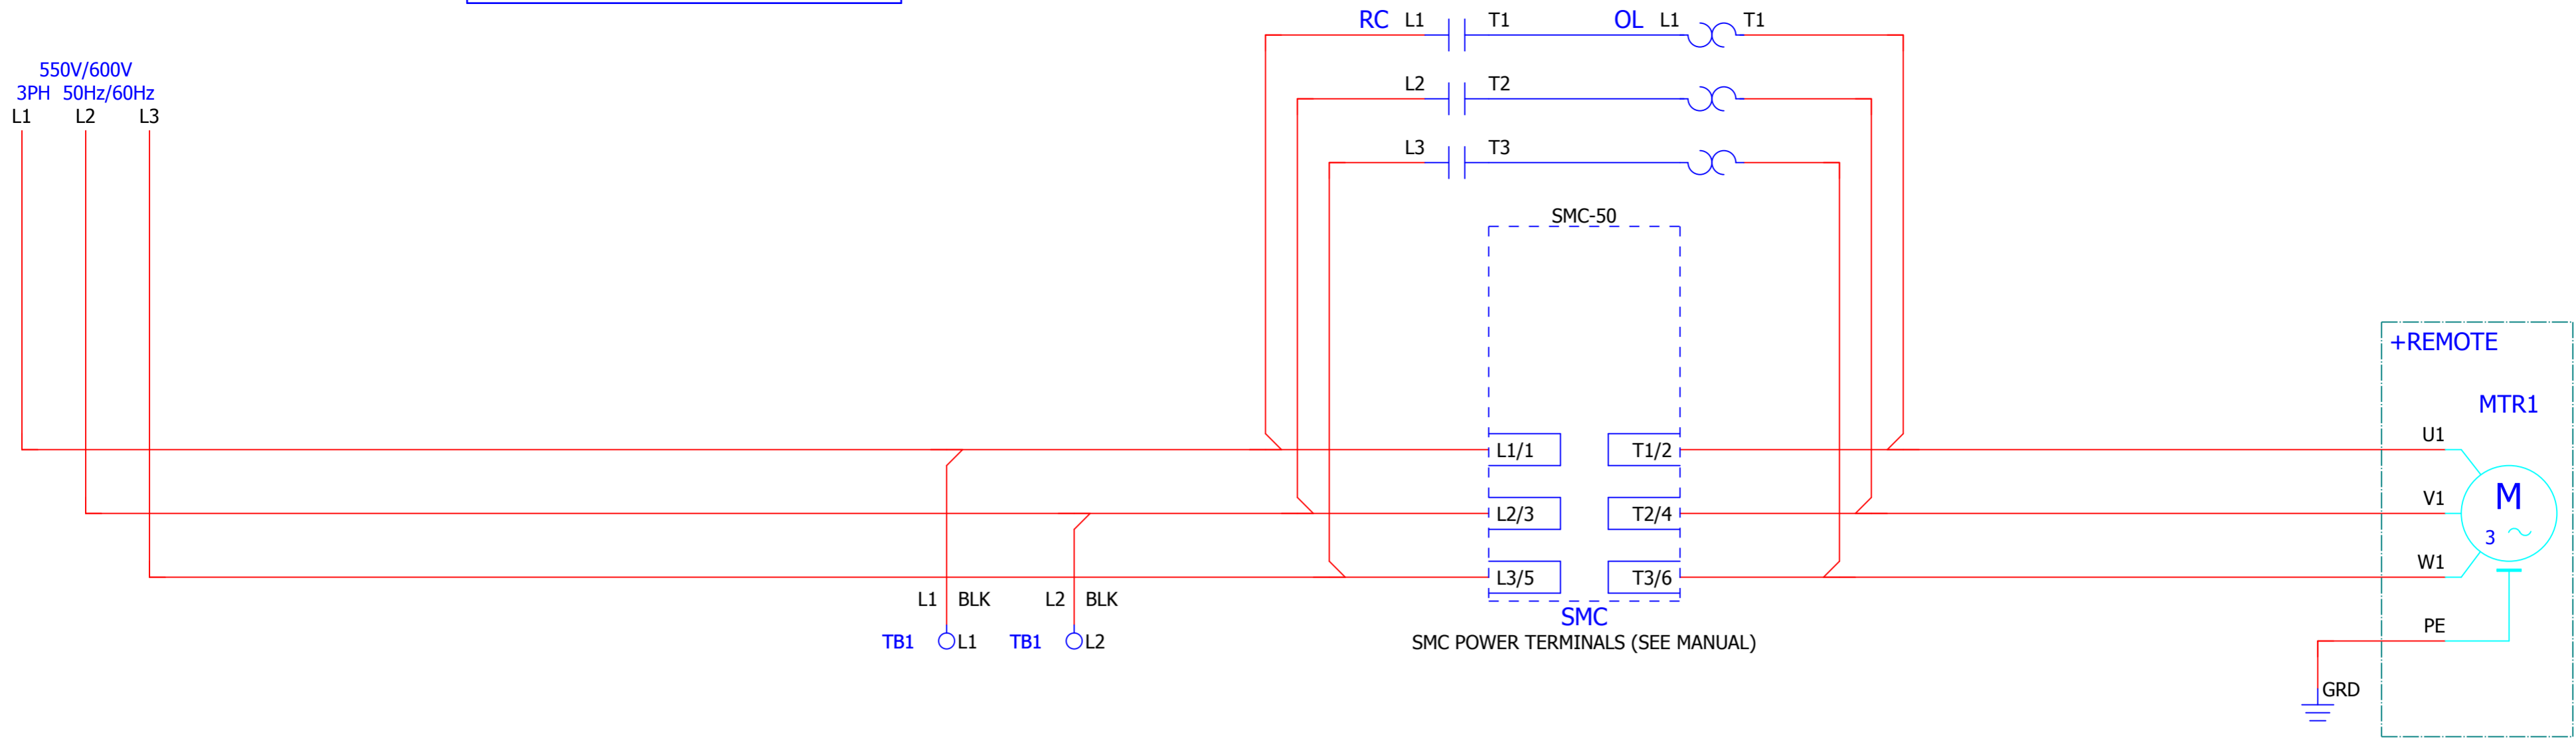 RC L1 T1 OL L1 T1
550V/600V
3PH 50Hz/60Hz
L1 L2 L3
L2 T2
L3 T3
SMC-50
+REMOTE
MTR1
U1
L1/1 T1/2
V1
M
3
L2/3 T2/4
W1
L3/5 T3/6
L1 BLK L2 BLK
SMC
PE
TB1 L1 TB1 L2
SMC POWER TERMINALS (SEE MANUAL)
GRD